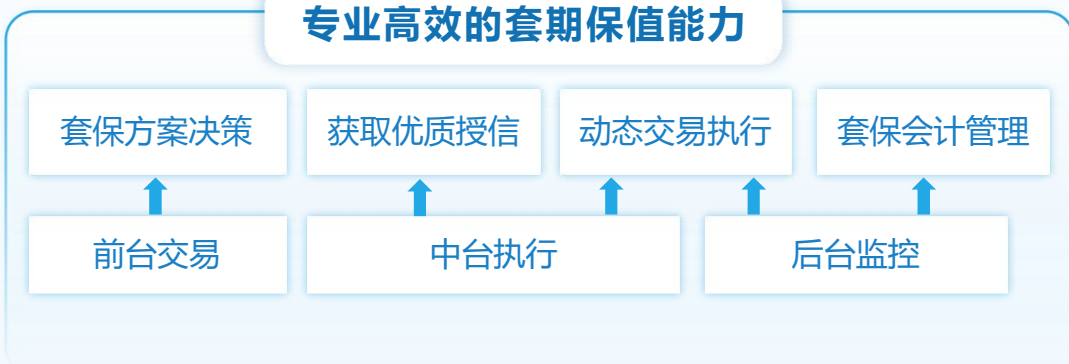 专业高效的套期保值能力
套保方案决策
获取优质授信
动态交易执行
套保会计管理
前台交易
中台执行
后台监控